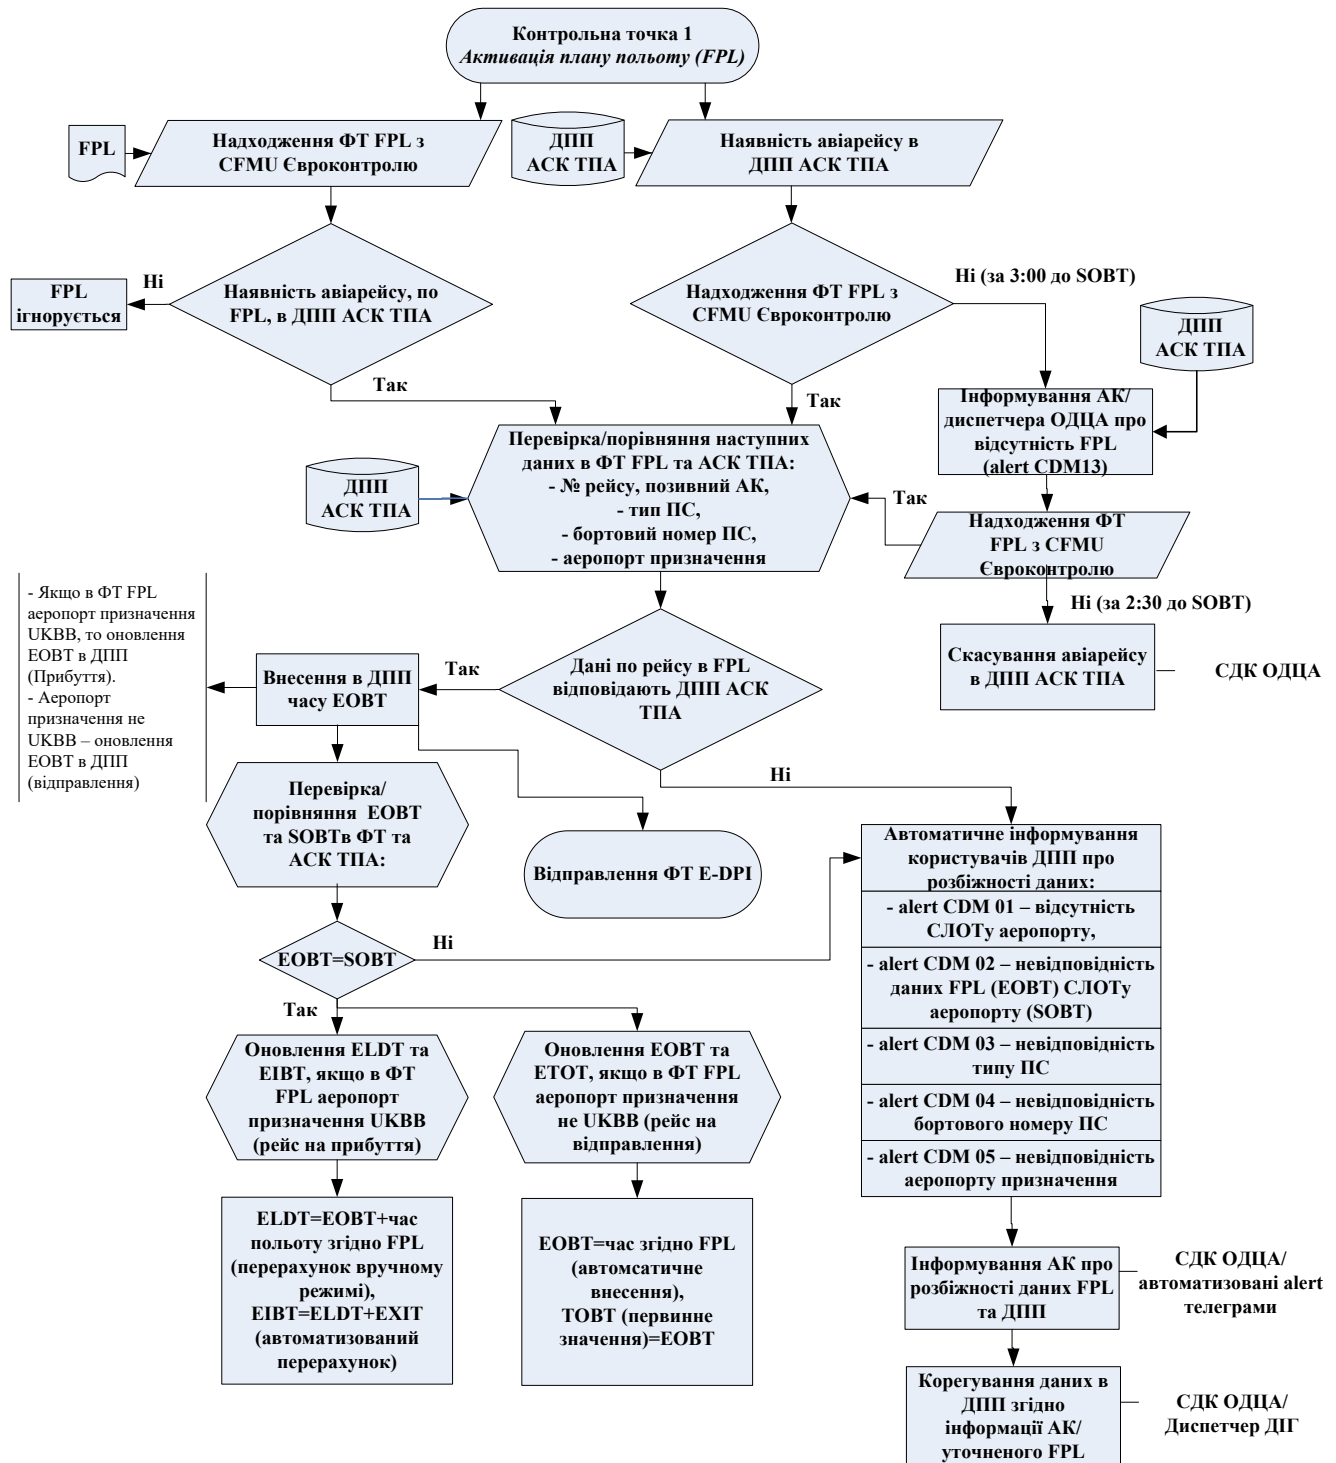 Контрольна точка 1
Активація плану польоту (FPL)
FPL
Надходження ФТ FPL з
CFMU Євроконтролю
ДПП
АСК ТПА
Наявність авіарейсу в
ДПП АСК ТПА
Ні
FPL
ігнорується
Наявність авіарейсу, по
FPL, в ДПП АСК ТПА
Надходження ФТ FPL з
CFMU Євроконтролю
Ні (за 3:00 до SOBT)
ДПП
АСК ТПА
Так
Так
Інформування АК/
диспетчера ОДЦА про
відсутність FPL
(alert CDM13)
Перевірка/порівняння наступних
даних в ФТ FPL та АСК ТПА:
- № рейсу, позивний АК,
- тип ПС,
- бортовий номер ПС,
- аеропорт призначення
ДПП
АСК ТПА
Так
Надходження ФТ
FPL з CFMU
Євроконтролю
Ні (за 2:30 до SOBT)
Скасування авіарейсу
в ДПП АСК ТПА
СДК ОДЦА
- Якщо в ФТ FPL
аеропорт призначення
UKBB, то оновлення
EOBT в ДПП
(Прибуття).
- Аеропорт
призначення не
UKBB – оновлення
EOBT в ДПП
(відправлення)
Внесення в ДПП
часу EOBT
Так
Дані по рейсу в FPL
відповідають ДПП АСК
ТПА
Ні
Перевірка/
порівняння  EOBT
та SOBTв ФТ та
АСК ТПА:
Відправлення ФТ E-DPI
Автоматичне інформування
користувачів ДПП про
розбіжності даних:
- alert CDM 01 – відсутність
СЛОТу аеропорту,
- alert CDM 02 – невідповідність
даних FPL (EOBT) СЛОТу
аеропорту (SOBT)
- alert CDM 03 – невідповідність
типу ПС
- alert CDM 04 – невідповідність
бортового номеру ПС
- alert CDM 05 – невідповідність
аеропорту призначення
EOBT=SOBT
Ні
Так
Оновлення ELDT та
EIBT, якщо в ФТ
FPL аеропорт
призначення UKBB
(рейс на прибуття)
Оновлення EOBT та
ETOT, якщо в ФТ FPL
аеропорт призначення
не UKBB (рейс на
відправлення)
ELDT=EOBT+час
польоту згідно FPL
(перерахунок вручному
режимі),
EIBT=ELDT+EXIT
(автоматизований
перерахунок)
EOBT=час згідно FPL
(автомсатичне
внесення),
TOBT (первинне
значення)=EOBT
Інформування АК про
розбіжності даних FPL
та ДПП
СДК ОДЦА/
автоматизовані alert
телеграми
Корегування даних в
ДПП згідно
інформації АК/
уточненого FPL
СДК ОДЦА/
Диспетчер ДІГ